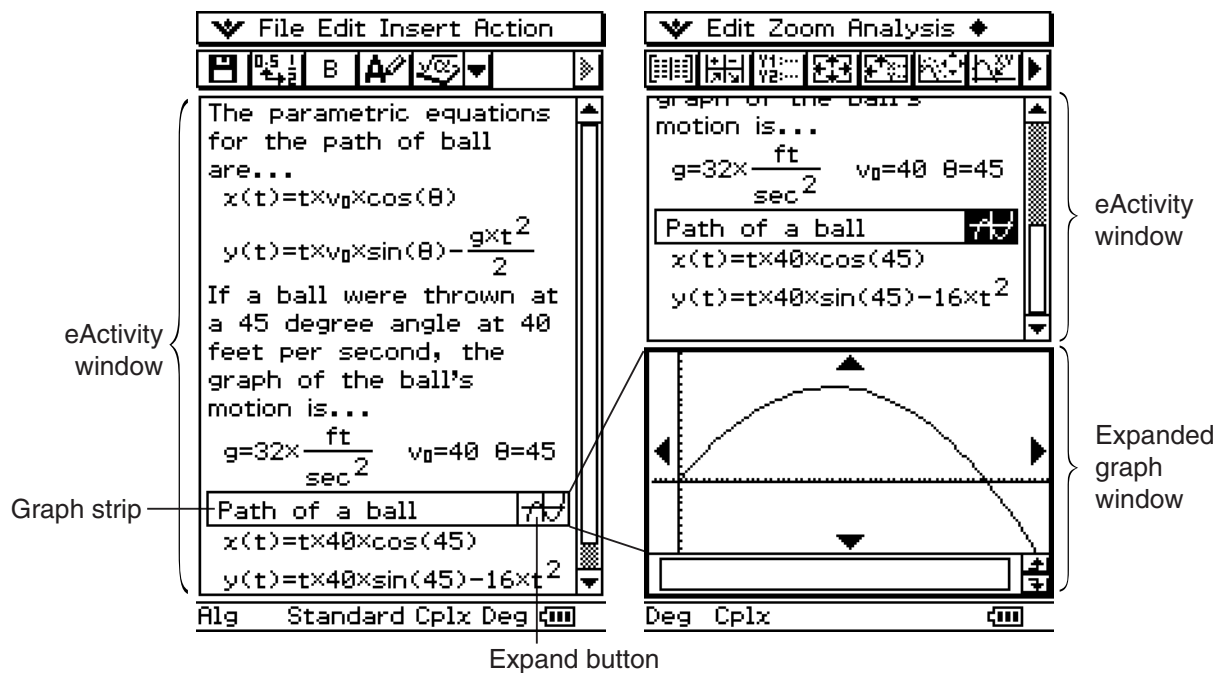 File Edit Insert Action
B
The parametric equations
for the path of ball
are...
x(t)=t×v₀×cos(θ)
y(t)=t×v₀×sin(θ)-g×t²/2
If a ball were thrown at
a 45 degree angle at 40
feet per second, the
graph of the ball's
motion is...
g=32×ft/sec² v₀=40 θ=45
Path of a ball
x(t)=t×40×cos(45)
y(t)=t×40×sin(45)-16×t²
Alg Standard Cplx Deg
eActivity
window
Graph strip
Expand button
Edit Zoom Analysis ◆
graph of the ball's
motion is...
g=32×ft/sec² v₀=40 θ=45
Path of a ball
x(t)=t×40×cos(45)
y(t)=t×40×sin(45)-16×t²
Deg Cplx
eActivity
window
Expanded
graph
window